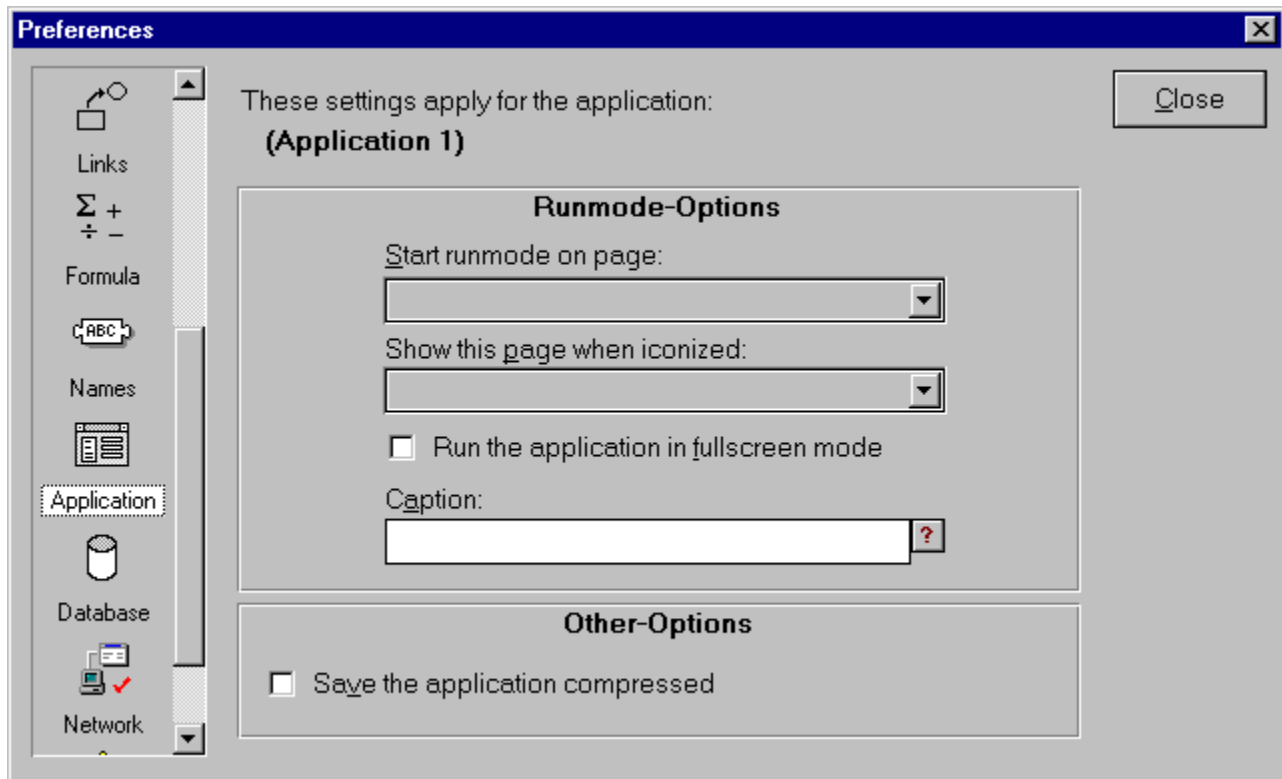 Preferences
Links
Σ +
÷ −
Formula
ABC
Names
Application
Database
Network
These settings apply for the application:
(Application 1)
Close
Runmode-Options
Start runmode on page:
Show this page when iconized:
Run the application in fullscreen mode
Caption:
?
Other-Options
Save the application compressed